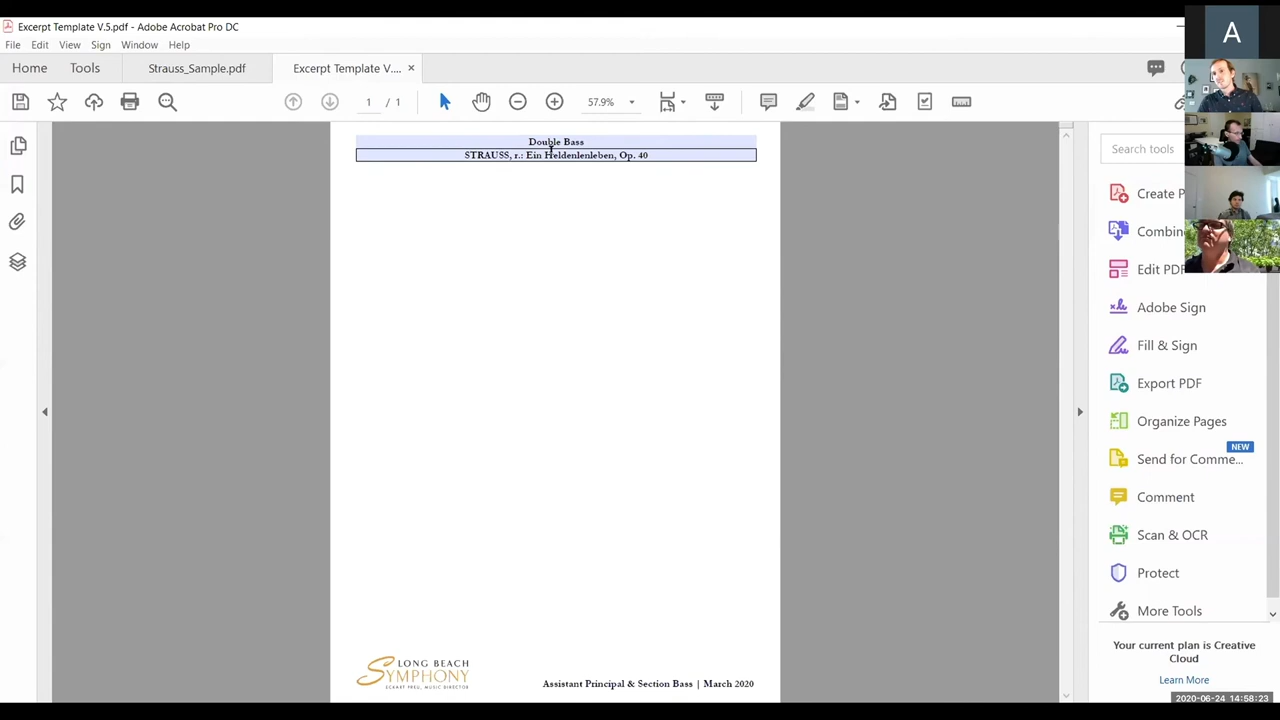 Excerpt Template V.5.pdf - Adobe Acrobat Pro DC
File Edit View Sign Window Help
Home Tools Strauss_Sample.pdf Excerpt Template V.... ×
1 / 1 57.9%
Double Bass
STRAUSS, r.: Ein Heldenlenleben, Op. 40
LONG BEACH
SYMPHONY
ECKART PREU, MUSIC DIRECTOR
Assistant Principal & Section Bass | March 2020
A
Search tools
Create P
Combin
Edit PDF
Adobe Sign
Fill & Sign
Export PDF
Organize Pages
NEW
Send for Comme...
Comment
Scan & OCR
Protect
More Tools
Your current plan is Creative
Cloud
Learn More
2020-06-24 14:58:23